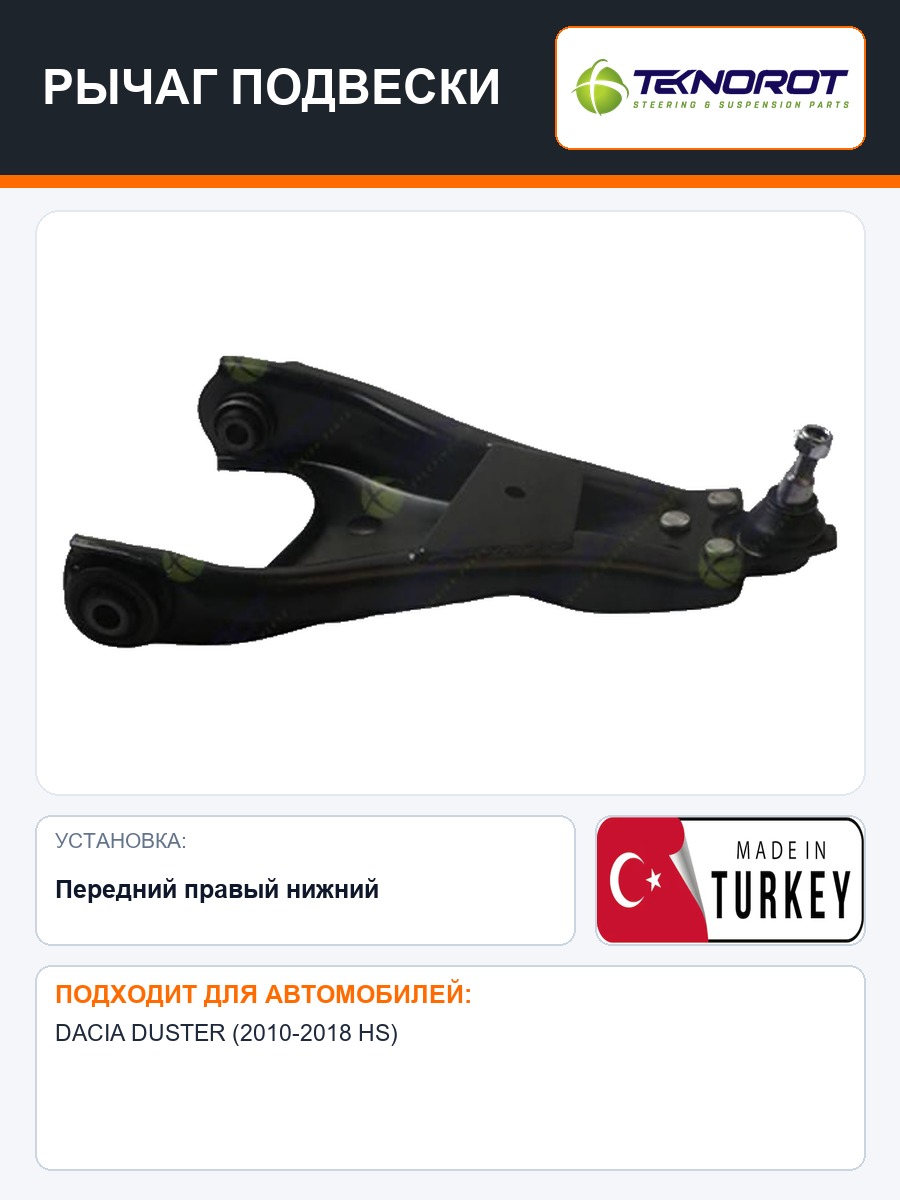 РЫЧАГ ПОДВЕСКИ
TEKNOROT
STEERING & SUSPENSION PARTS
УСТАНОВКА:
Передний правый нижний
MADE IN
TURKEY
ПОДХОДИТ ДЛЯ АВТОМОБИЛЕЙ:
DACIA DUSTER (2010-2018 HS)